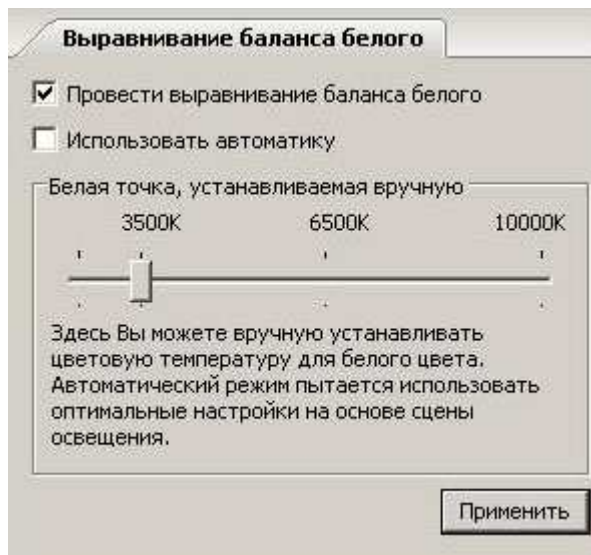 Выравнивание баланса белого
Провести выравнивание баланса белого
Использовать автоматику
Белая точка, устанавливаемая вручную
3500K 6500K 10000K
Здесь Вы можете вручную устанавливать
цветовую температуру для белого цвета.
Автоматический режим пытается использовать
оптимальные настройки на основе сцены
освещения.
Применить